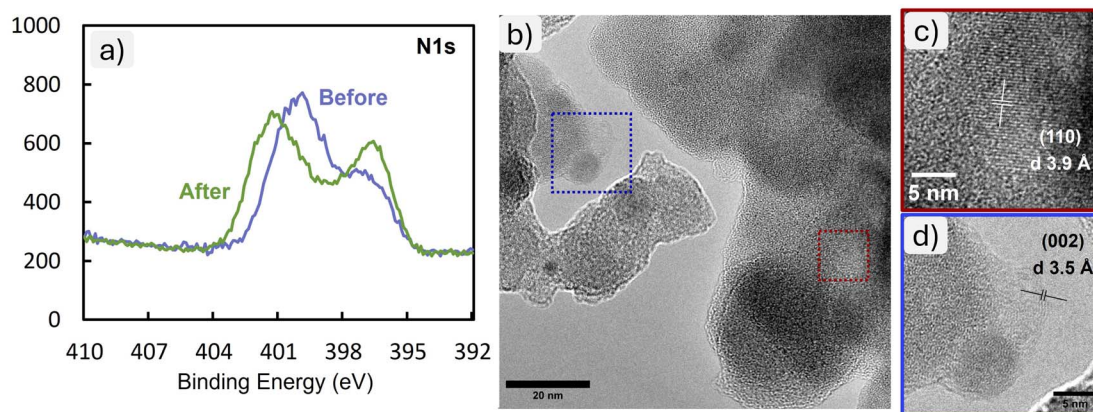 a)
N1s
1000
800
600
400
200
0
Before
After
410 407 404 401 398 395 392
Binding Energy (eV)
b)
20 nm
c)
(110)
d 3.9 Å
5 nm
d)
(002)
d 3.5 Å
5 nm